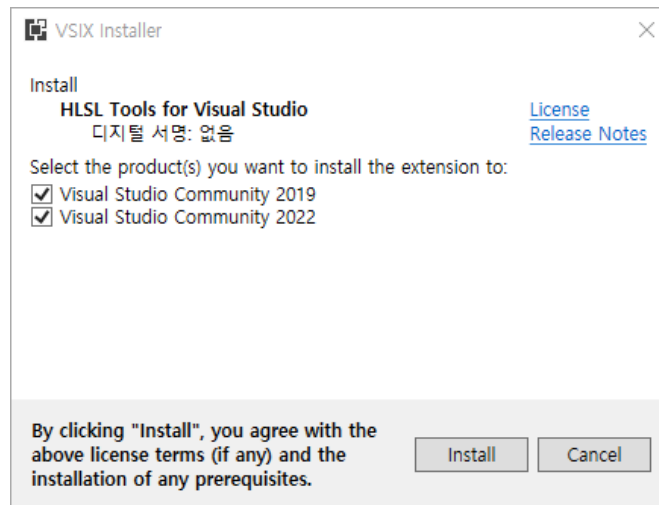 VSIX Installer
Install
HLSL Tools for Visual Studio
License
디지털 서명: 없음
Release Notes
Select the product(s) you want to install the extension to:
Visual Studio Community 2019
Visual Studio Community 2022
By clicking "Install", you agree with the
above license terms (if any) and the
installation of any prerequisites.
Install
Cancel